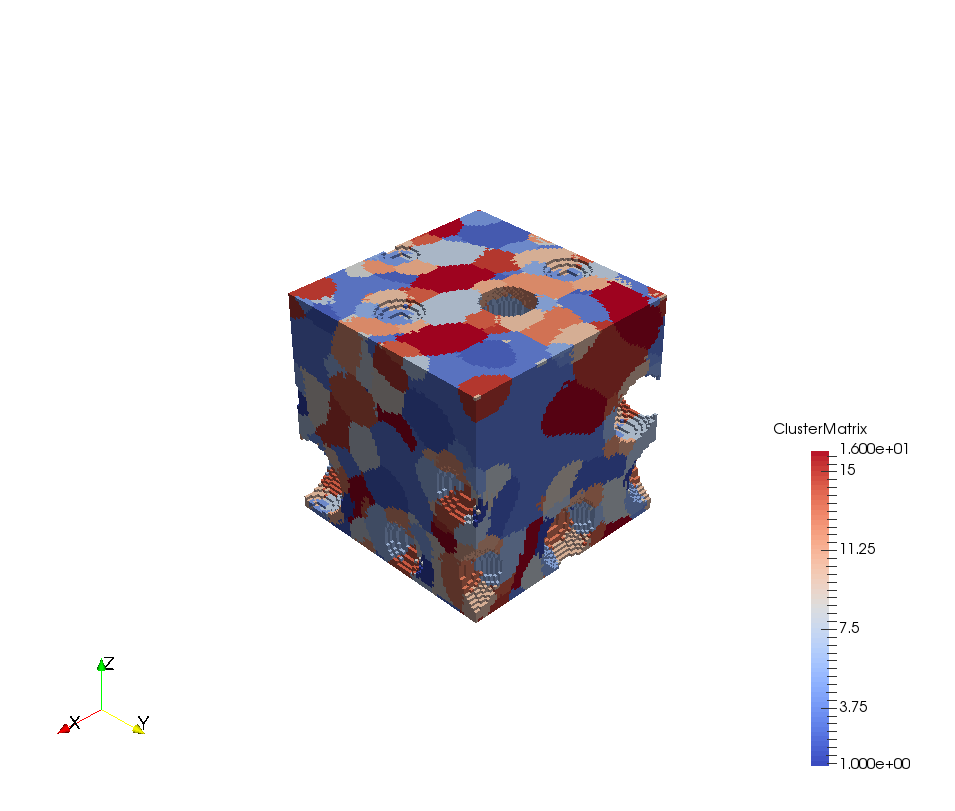 ClusterMatrix
1.600e+01
15
11.25
7.5
3.75
1.000e+00
Z
X
Y